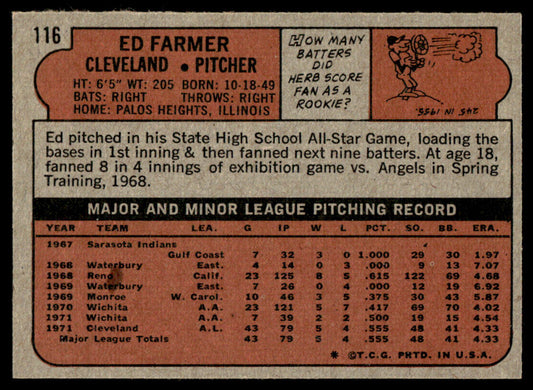 116
ED FARMER
CLEVELAND • PITCHER
HT: 6'5" WT: 205 BORN: 10-18-49
BATS: RIGHT THROWS: RIGHT
HOME: PALOS HEIGHTS, ILLINOIS
HOW MANY
BATTERS
DID
HERB SCORE
FAN AS A
ROOKIE?
245 IN 1955.
Ed pitched in his State High School All-Star Game, loading the
bases in 1st inning & then fanned next nine batters. At age 18,
fanned 8 in 4 innings of exhibition game vs. Angels in Spring
Training, 1968.
MAJOR AND MINOR LEAGUE PITCHING RECORD
YEAR TEAM LEA. G IP W L PCT. SO. BB. ERA.
1967 Sarasota Indians
Gulf Coast 7 32 3 0 1.000 29 30 1.97
1968 Waterbury East. 4 14 0 3 .000 9 13 7.07
1968 Reno Calif. 23 125 8 5 .615 122 69 4.68
1969 Waterbury East. 7 26 0 4 .000 12 19 6.92
1969 Monroe W. Carol. 10 46 3 5 .375 30 43 5.87
1970 Wichita A.A. 23 121 5 7 .417 69 70 4.02
1971 Wichita A.A. 7 39 2 2 .500 41 21 2.54
1971 Cleveland A.L. 43 79 5 4 .555 48 41 4.33
Major League Totals 43 79 5 4 .555 48 41 4.33
* ©T.C.G. PRTD. IN U.S.A.